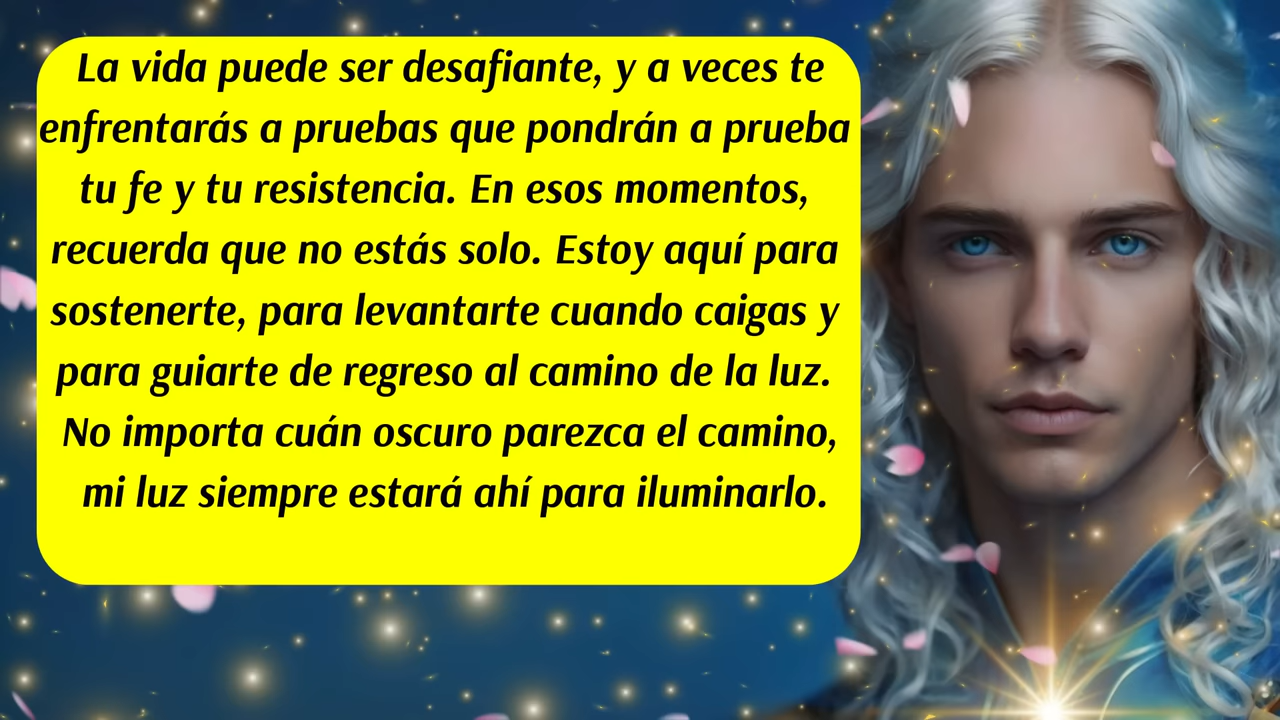 La vida puede ser desafiante, y a veces te
enfrentarás a pruebas que pondrán a prueba
tu fe y tu resistencia. En esos momentos,
recuerda que no estás solo. Estoy aquí para
sostenerte, para levantarte cuando caigas y
para guiarte de regreso al camino de la luz.
No importa cuán oscuro parezca el camino,
mi luz siempre estará ahí para iluminarlo.